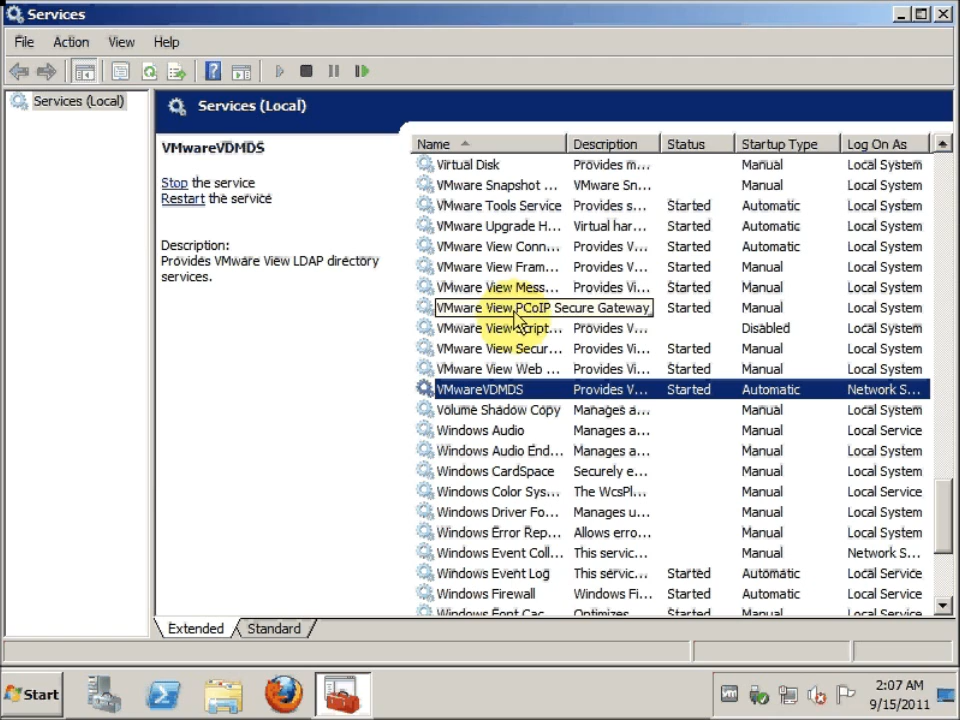 Services
File Action View Help
Services (Local)
Services (Local)
VMwareVDMDS
Stop the service
Restart the service
Description:
Provides VMware View LDAP directory
services.
Name Description Status Startup Type Log On As
Virtual Disk Provides m... Manual Local System
VMware Snapshot ... VMware Sn... Manual Local System
VMware Tools Service Provides s... Started Automatic Local System
VMware Upgrade H... Virtual har... Started Automatic Local System
VMware View Conn... Provides V... Started Automatic Local System
VMware View Fram... Provides V... Started Manual Local System
VMware View Mess... Provides Vi... Started Manual Local System
VMware View PCoIP Secure Gateway Started Manual Local System
VMware View Script... Provides V... Disabled Local System
VMware View Secur... Provides Vi... Started Manual Local System
VMware View Web ... Provides Vi... Started Manual Local System
VMwareVDMDS Provides V... Started Automatic Network S...
Volume Shadow Copy Manages a... Manual Local System
Windows Audio Manages a... Manual Local Service
Windows Audio End... Manages a... Manual Local System
Windows CardSpace Securely e... Manual Local System
Windows Color Sys... The WcsPl... Manual Local Service
Windows Driver Fo... Manages u... Manual Local System
Windows Error Rep... Allows erro... Manual Local System
Windows Event Coll... This servic... Manual Network S...
Windows Event Log This servic... Started Automatic Local Service
Windows Firewall Windows Fi... Started Automatic Local Service
Windows Font Cac... Optimizes ... Started Manual Local Service
Extended Standard
Start
2:07 AM
9/15/2011